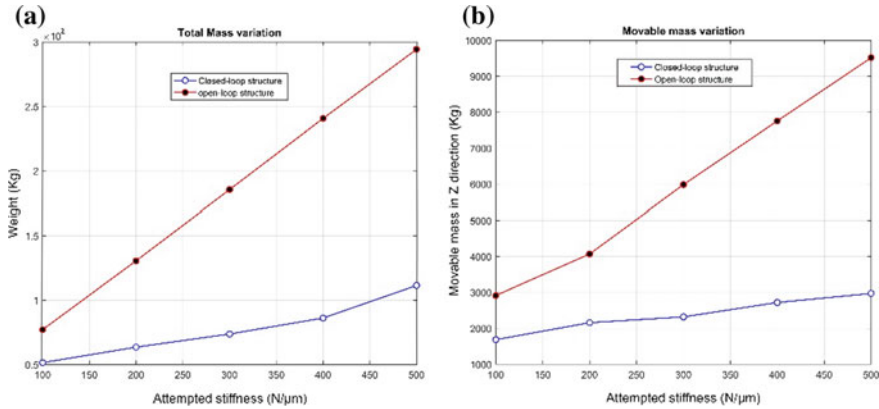 (a)
Total Mass variation
×10
3
2.5
2
1.5
1
0.5
Weight (Kg)
Closed-loop structure
open-loop structure
100 150 200 250 300 350 400 450 500
Attempted stiffness (N/μm)
(b)
Movable mass variation
10000
9000
8000
7000
6000
5000
4000
3000
2000
1000
Movable mass in Z direction (Kg)
Closed-loop structure
Open-loop structure
100 150 200 250 300 350 400 450 500
Attempted stiffness (N/μm)